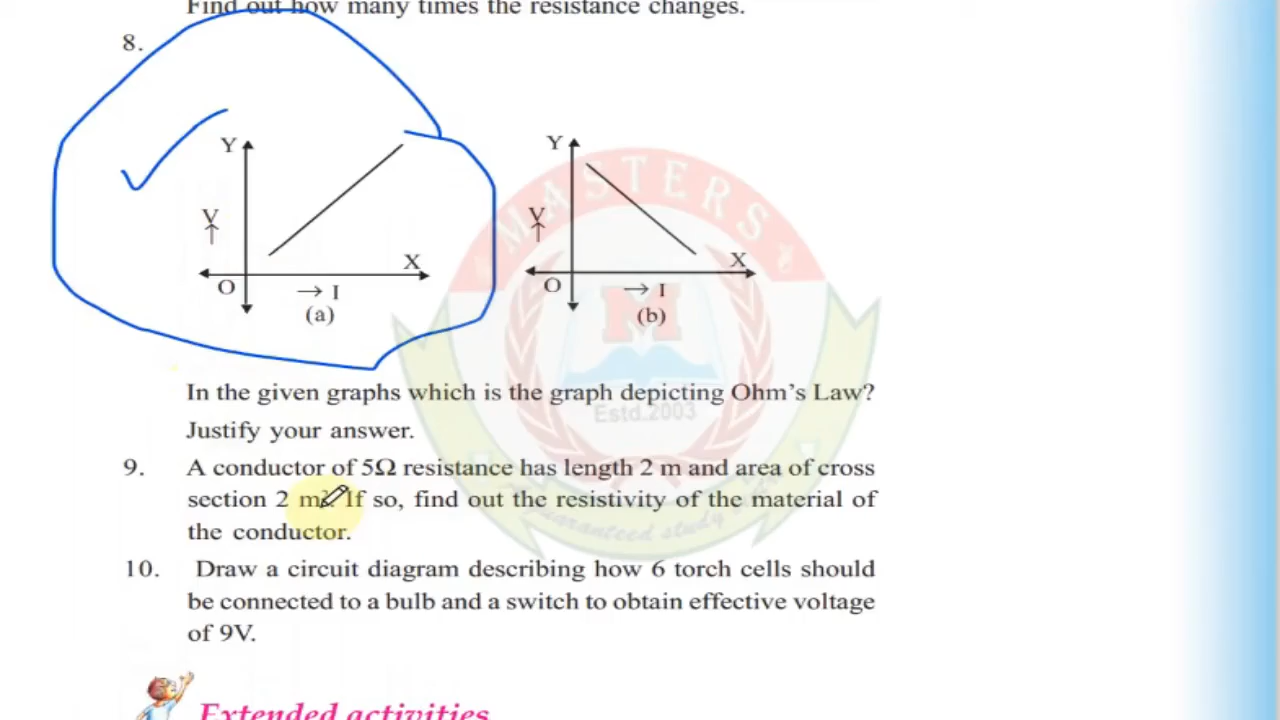 Find out how many times the resistance changes.
8.
Y
V
X
O
→ I
(a)
Y
V
X
O
→ I
(b)
MASTERS
M
Estd.2003
In the given graphs which is the graph depicting Ohm's Law?
Justify your answer.
9. A conductor of 5Ω resistance has length 2 m and area of cross
section 2 m². If so, find out the resistivity of the material of
the conductor.
10. Draw a circuit diagram describing how 6 torch cells should
be connected to a bulb and a switch to obtain effective voltage
of 9V.
Extended activities